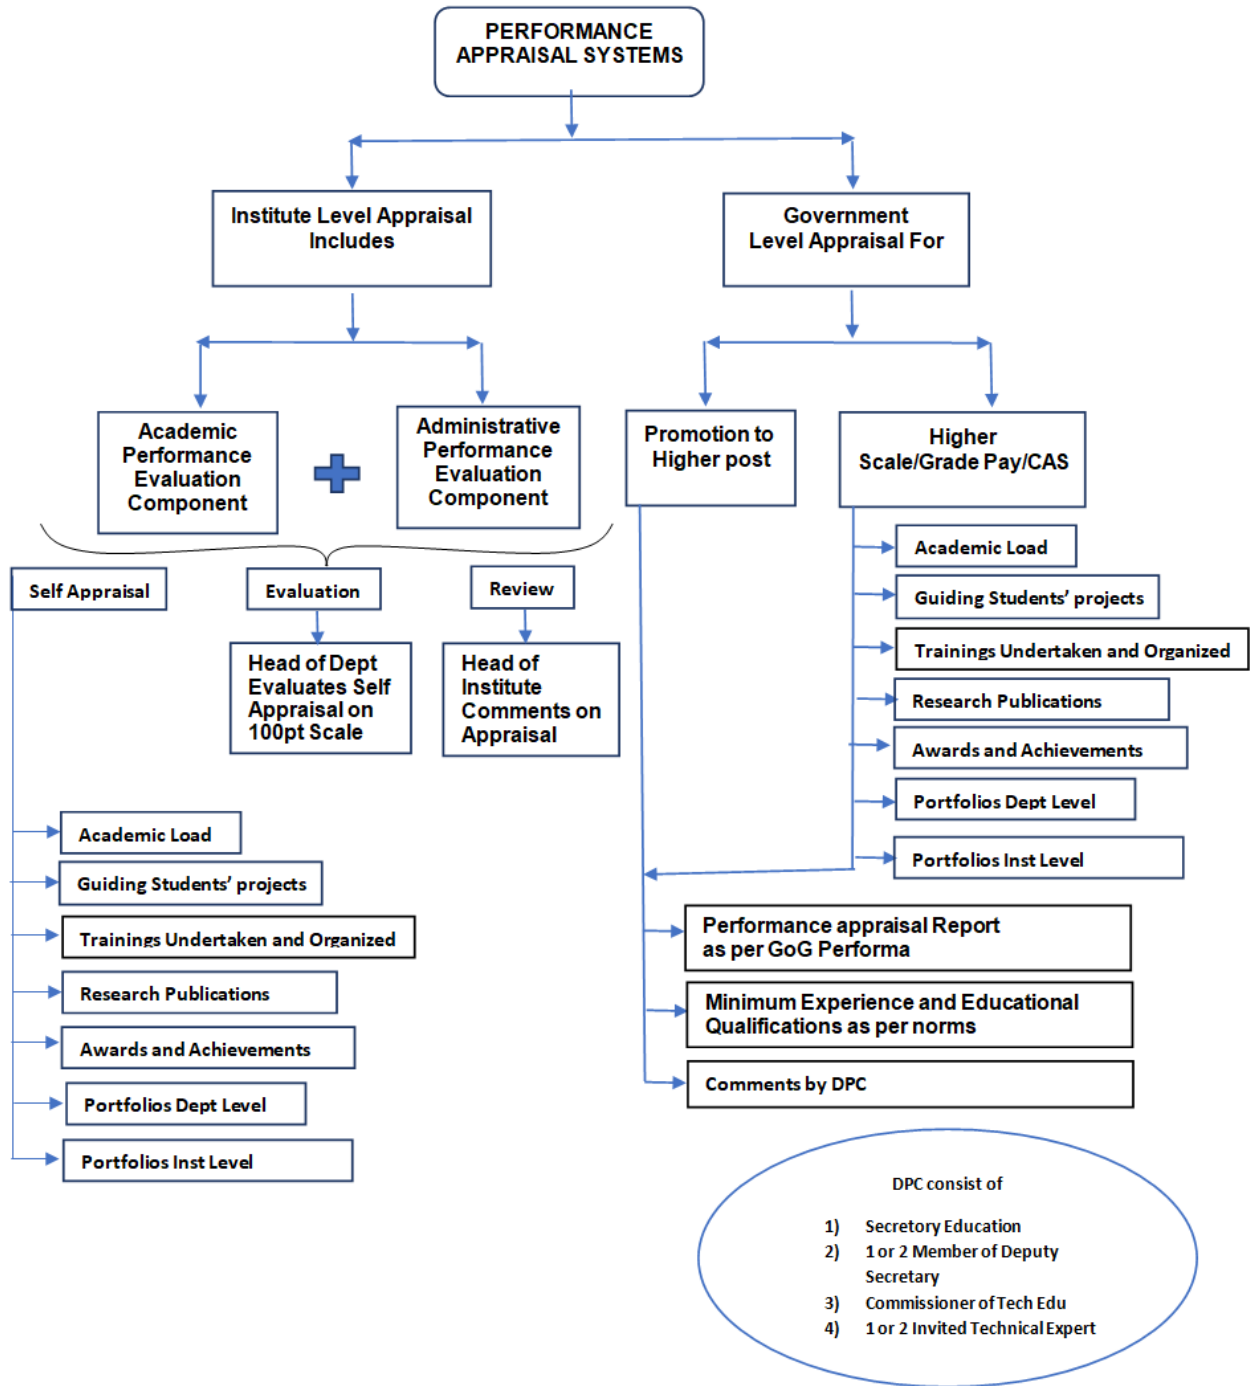 PERFORMANCE
APPRAISAL SYSTEMS
Institute Level Appraisal
Includes
Government
Level Appraisal For
Academic
Performance
Evaluation
Component
Administrative
Performance
Evaluation
Component
Promotion to
Higher post
Higher
Scale/Grade Pay/CAS
Self Appraisal
Evaluation
Review
Head of Dept
Evaluates Self
Appraisal on
100pt Scale
Head of
Institute
Comments on
Appraisal
Academic Load
Guiding Students’ projects
Trainings Undertaken and Organized
Research Publications
Awards and Achievements
Portfolios Dept Level
Portfolios Inst Level
Academic Load
Guiding Students’ projects
Trainings Undertaken and Organized
Research Publications
Awards and Achievements
Portfolios Dept Level
Portfolios Inst Level
Performance appraisal Report
as per GoG Performa
Minimum Experience and Educational
Qualifications as per norms
Comments by DPC
DPC consist of
1) Secretory Education
2) 1 or 2 Member of Deputy
Secretary
3) Commissioner of Tech Edu
4) 1 or 2 Invited Technical Expert